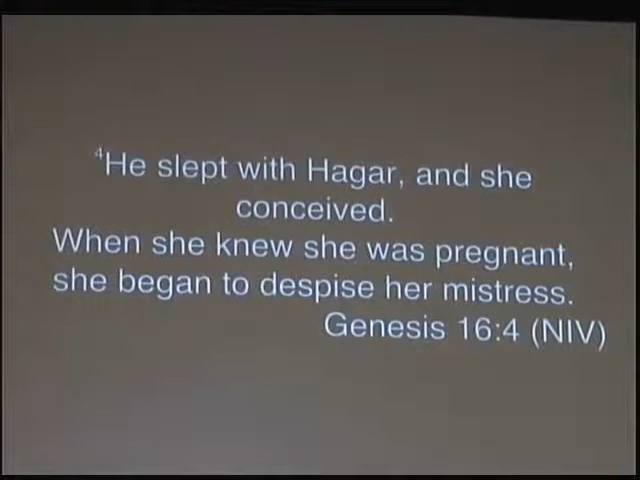 ⁴He slept with Hagar, and she
conceived.
When she knew she was pregnant,
she began to despise her mistress.
Genesis 16:4 (NIV)